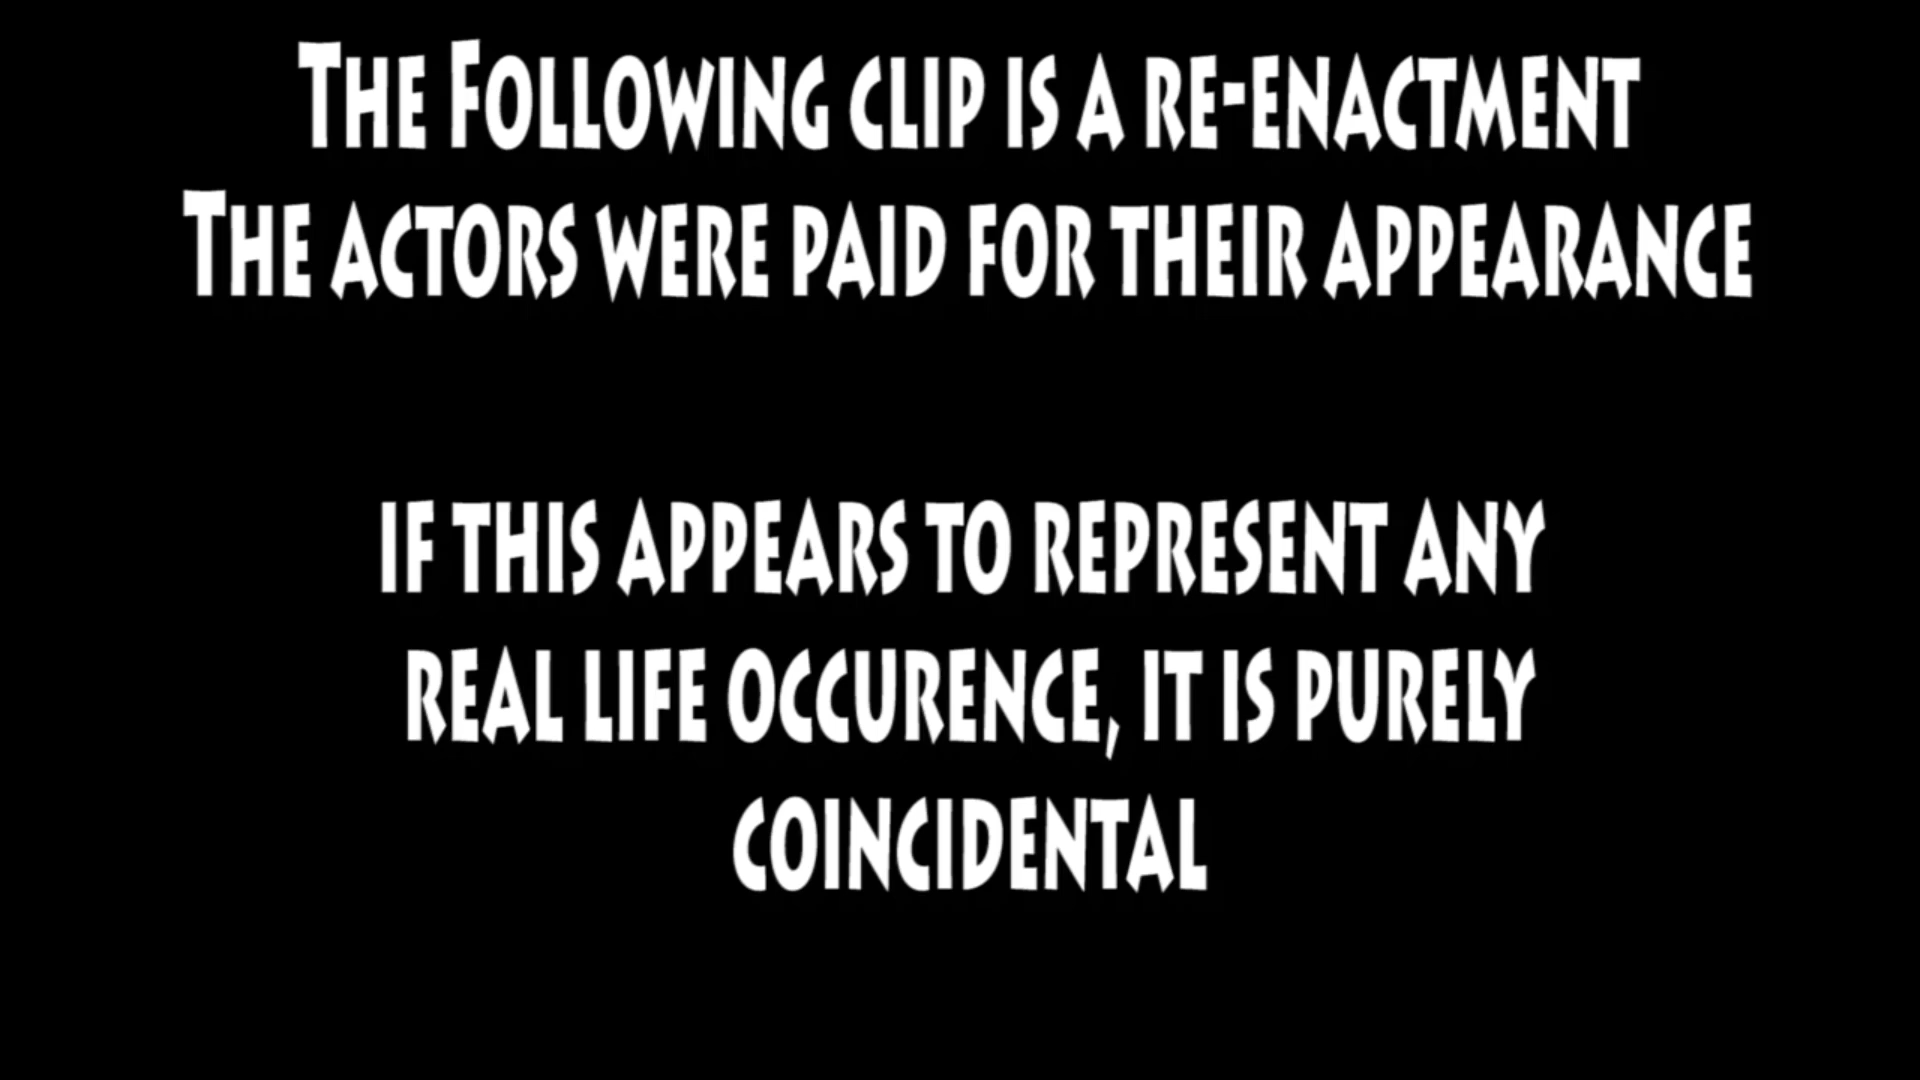 The Following clip is a re-enactment
The actors were paid for their appearance
if this appears to represent any
real life occurence, it is purely
coincidental